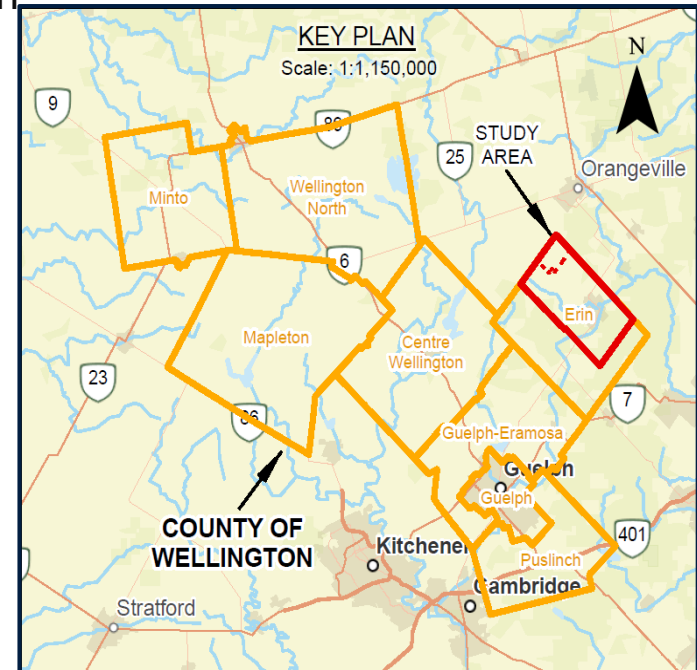 KEY PLAN
Scale: 1:1,150,000
N
9
89
STUDY
AREA
25
Orangeville
Minto
Wellington
North
6
Erin
Mapleton
Centre
Wellington
23
7
86
Guelph-Eramosa
Guelph
Guelph
COUNTY OF
WELLINGTON
401
Kitchener
Puslinch
Cambridge
Stratford